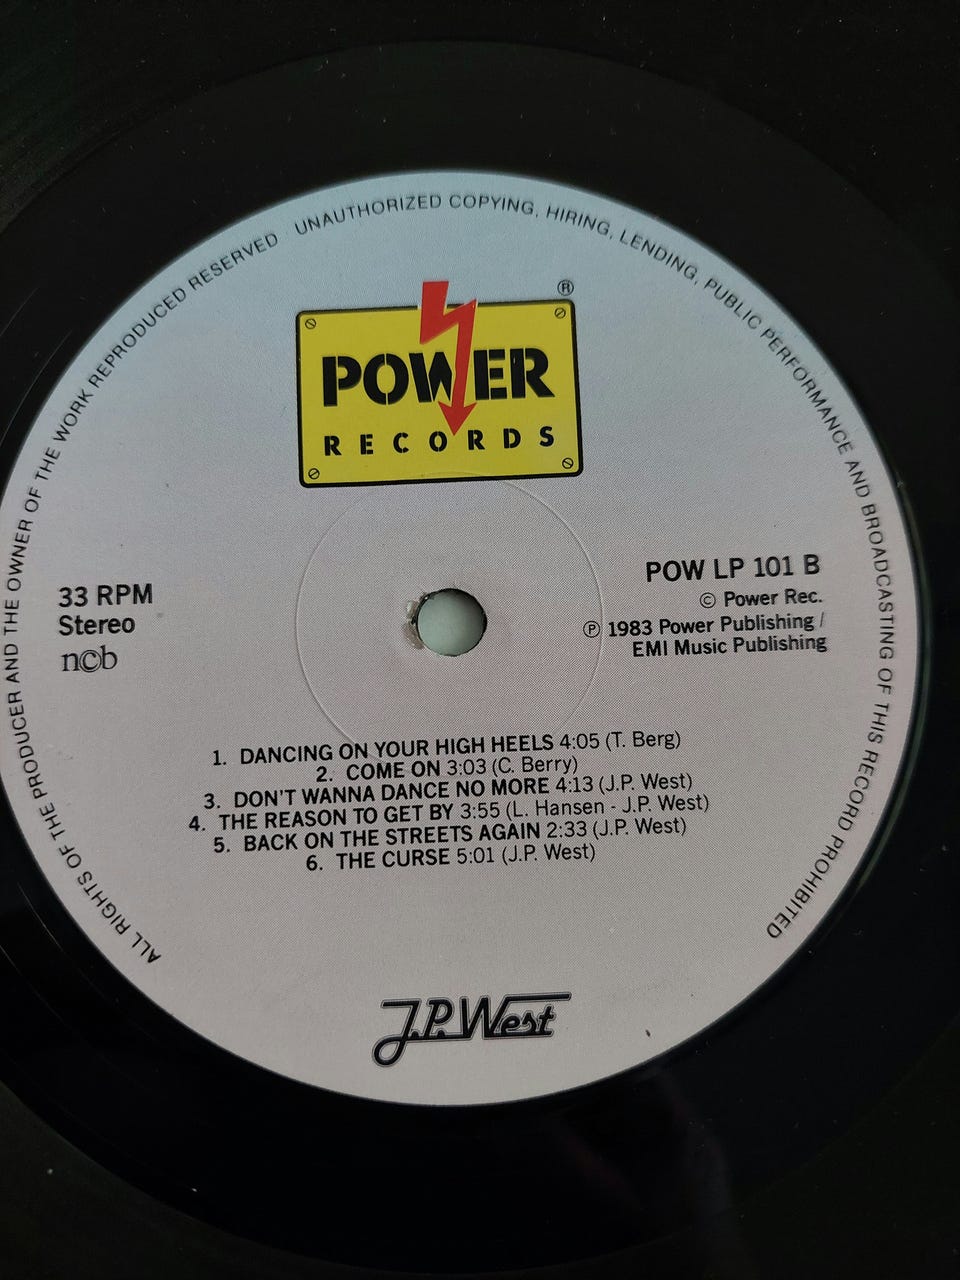 ALL RIGHTS OF THE PRODUCER AND THE OWNER OF THE WORK REPRODUCED RESERVED UNAUTHORIZED COPYING, HIRING, LENDING, PUBLIC PERFORMANCE AND BROADCASTING OF THIS RECORD PROHIBITED
®
POWER
RECORDS
33 RPM
Stereo
n©b
POW LP 101 B
© Power Rec.
℗ 1983 Power Publishing /
EMI Music Publishing
1. DANCING ON YOUR HIGH HEELS 4:05 (T. Berg)
2. COME ON 3:03 (C. Berry)
3. DON'T WANNA DANCE NO MORE 4:13 (J.P. West)
4. THE REASON TO GET BY 3:55 (L. Hansen - J.P. West)
5. BACK ON THE STREETS AGAIN 2:33 (J.P. West)
6. THE CURSE 5:01 (J.P. West)
J.P. West